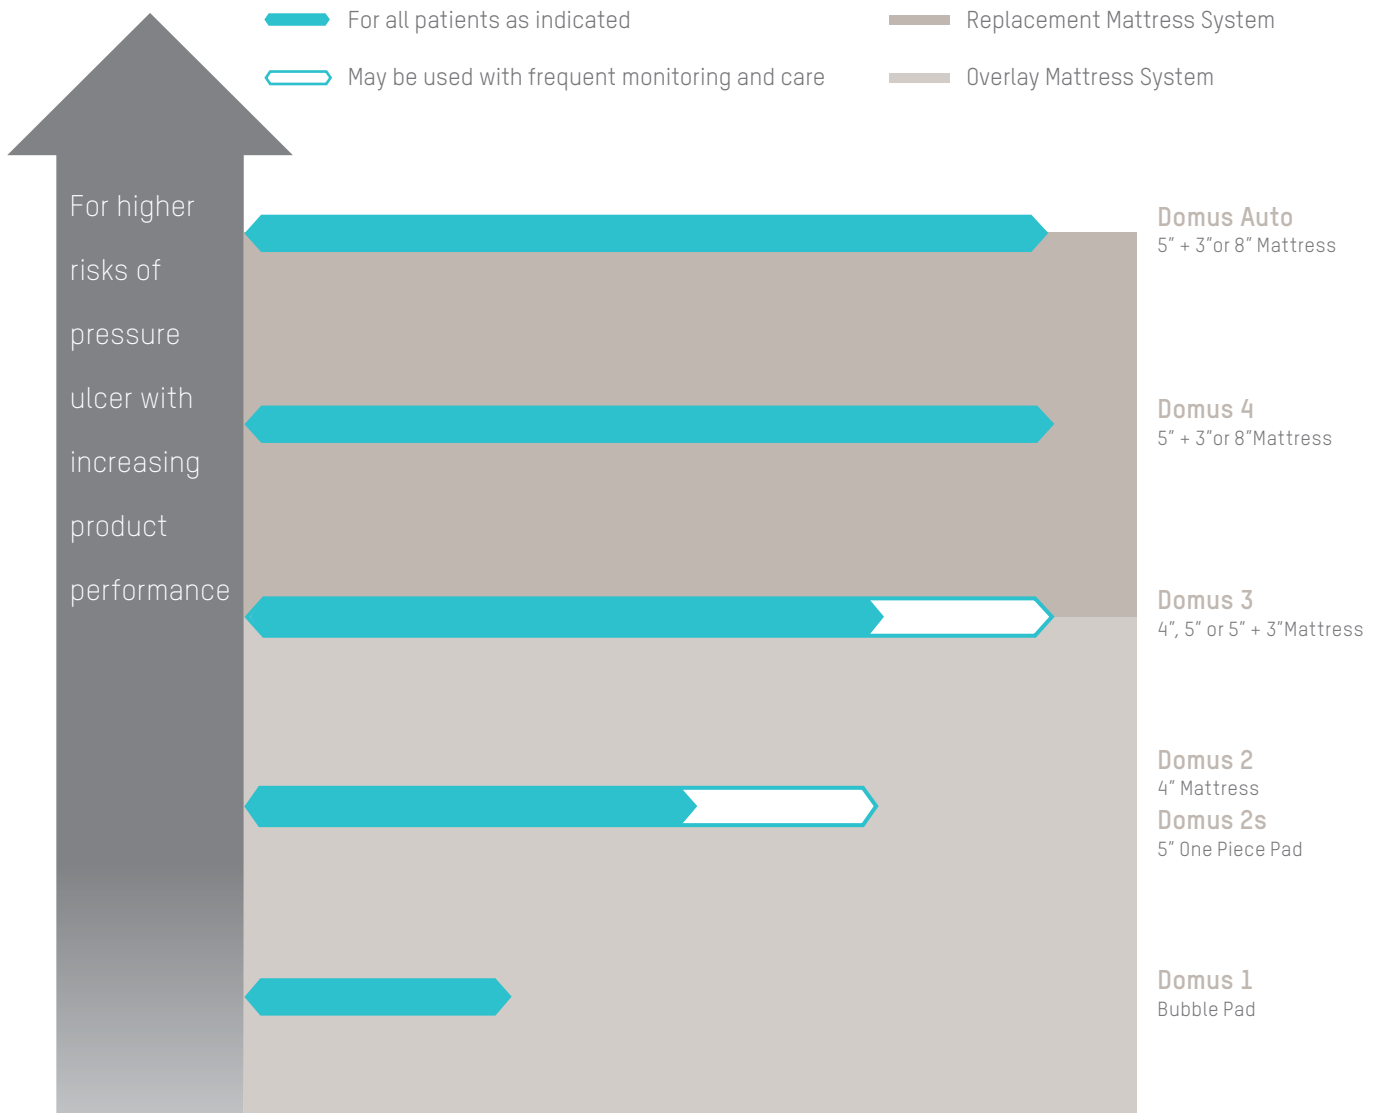 For all patients as indicated
Replacement Mattress System
May be used with frequent monitoring and care
Overlay Mattress System
For higher
risks of
pressure
ulcer with
increasing
product
performance
Domus Auto
5” + 3”or 8” Mattress
Domus 4
5” + 3”or 8”Mattress
Domus 3
4”, 5” or 5” + 3”Mattress
Domus 2
4” Mattress
Domus 2s
5” One Piece Pad
Domus 1
Bubble Pad